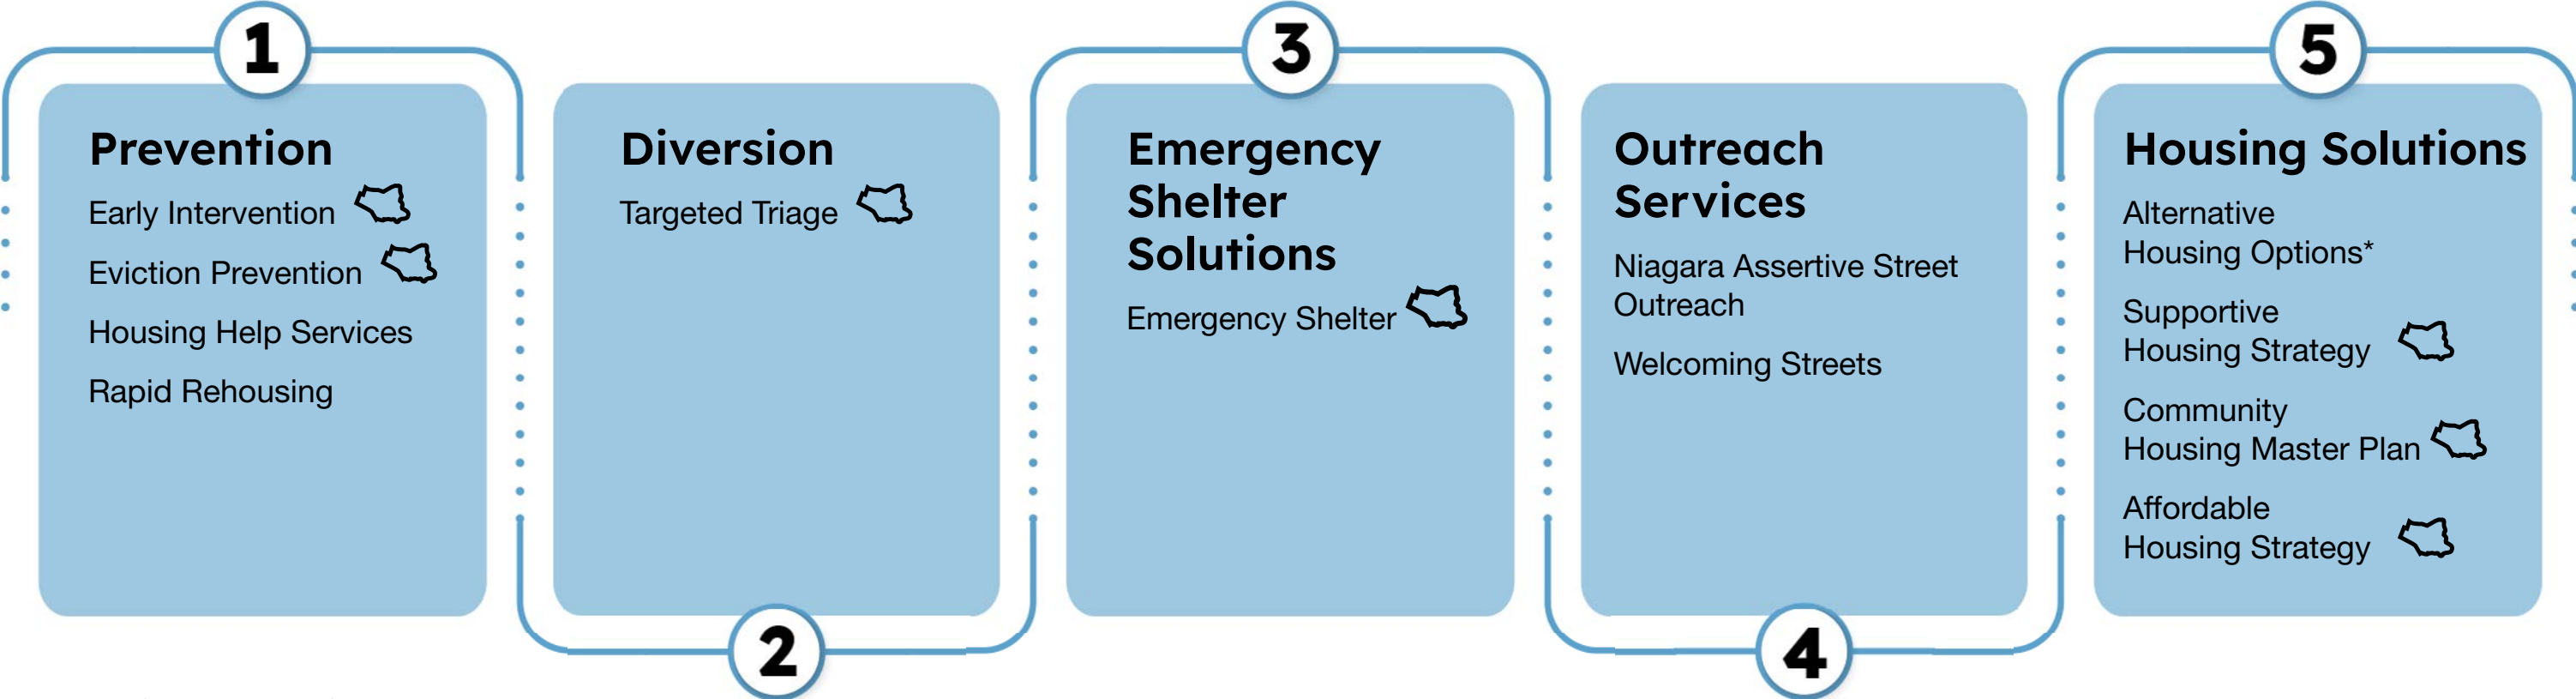 1
Prevention
Early Intervention
Eviction Prevention
Housing Help Services
Rapid Rehousing
2
Diversion
Targeted Triage
3
Emergency
Shelter
Solutions
Emergency Shelter
4
Outreach
Services
Niagara Assertive Street
Outreach
Welcoming Streets
5
Housing Solutions
Alternative
Housing Options*
Supportive
Housing Strategy
Community
Housing Master Plan
Affordable
Housing Strategy